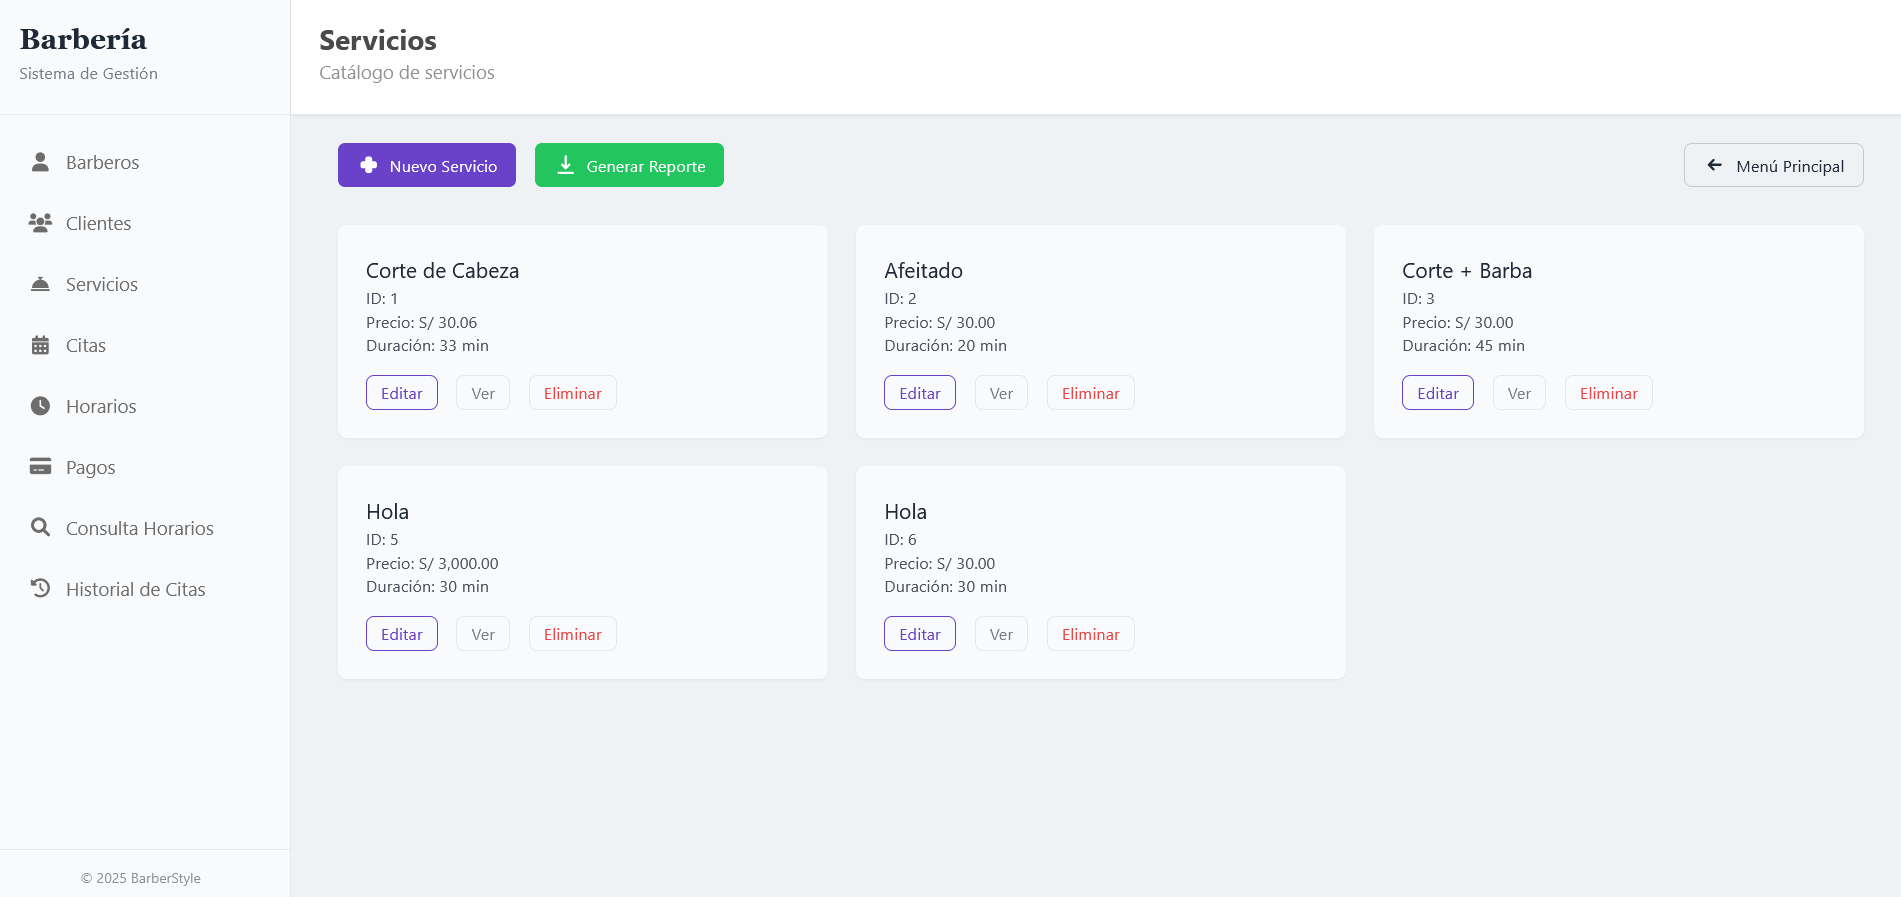 Barbería
Sistema de Gestión
Barberos
Clientes
Servicios
Citas
Horarios
Pagos
Consulta Horarios
Historial de Citas
© 2025 BarberStyle
Servicios
Catálogo de servicios
Nuevo Servicio
Generar Reporte
Menú Principal
Corte de Cabeza
ID: 1
Precio: S/ 30.06
Duración: 33 min
Editar
Ver
Eliminar
Afeitado
ID: 2
Precio: S/ 30.00
Duración: 20 min
Editar
Ver
Eliminar
Corte + Barba
ID: 3
Precio: S/ 30.00
Duración: 45 min
Editar
Ver
Eliminar
Hola
ID: 5
Precio: S/ 3,000.00
Duración: 30 min
Editar
Ver
Eliminar
Hola
ID: 6
Precio: S/ 30.00
Duración: 30 min
Editar
Ver
Eliminar